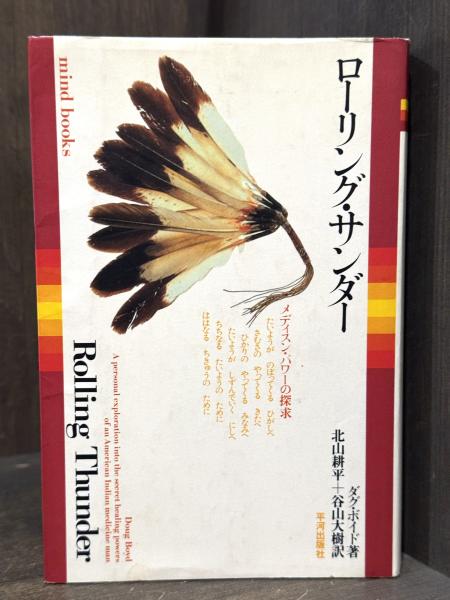 ローリング・サンダー
メディスン・パワーの探求
たいようが のぼってくる ひがしへ
さむさの やってくる きたへ
ひかりの やってくる みなみへ
たいようが しずんでいく にしへ
ちちなる たいようの ために
ははなる ちきゅうの ために
ダグ・ボイド著
北山耕平＋谷山大樹訳
平河出版社
mind books
Rolling Thunder
A personal exploration into the secret healing powers
of an American Indian medicine man
Doug Boyd